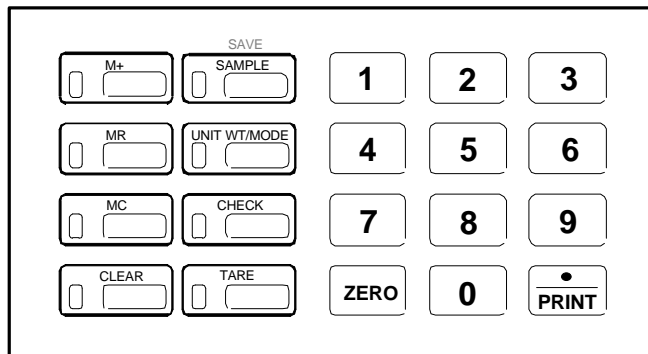 SAVE
M+ SAMPLE 1 2 3
MR UNIT WT/MODE 4 5 6
MC CHECK 7 8 9
CLEAR TARE ZERO 0 •
PRINT